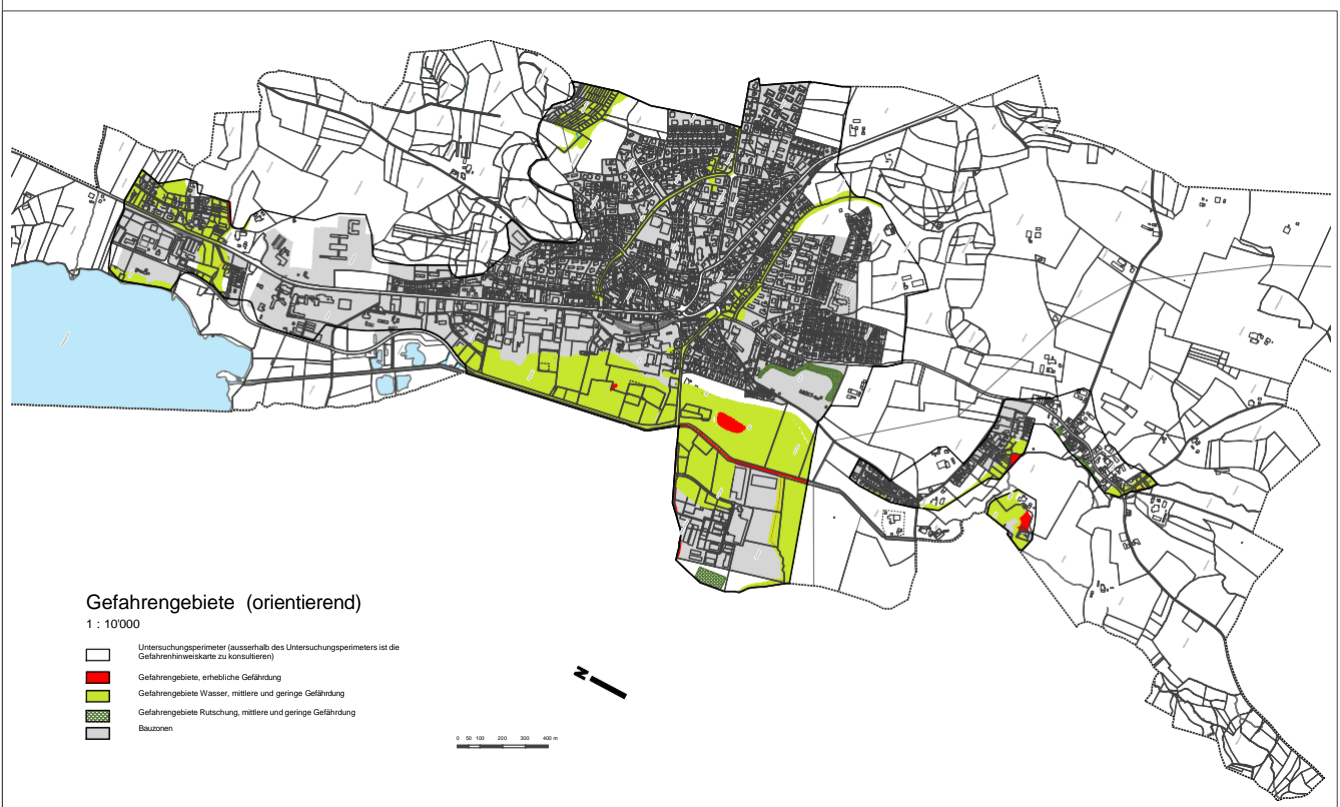 Gefahrengebiete (orientierend)
1 : 10'000
Untersuchungsperimeter (ausserhalb des Untersuchungsperimeters ist die
Gefahrenhinweiskarte zu konsultieren)
Gefahrengebiete, erhebliche Gefährdung
Gefahrengebiete Wasser, mittlere und geringe Gefährdung
Gefahrengebiete Rutschung, mittlere und geringe Gefährdung
Bauzonen
N
0 50 100 200 300 400 m